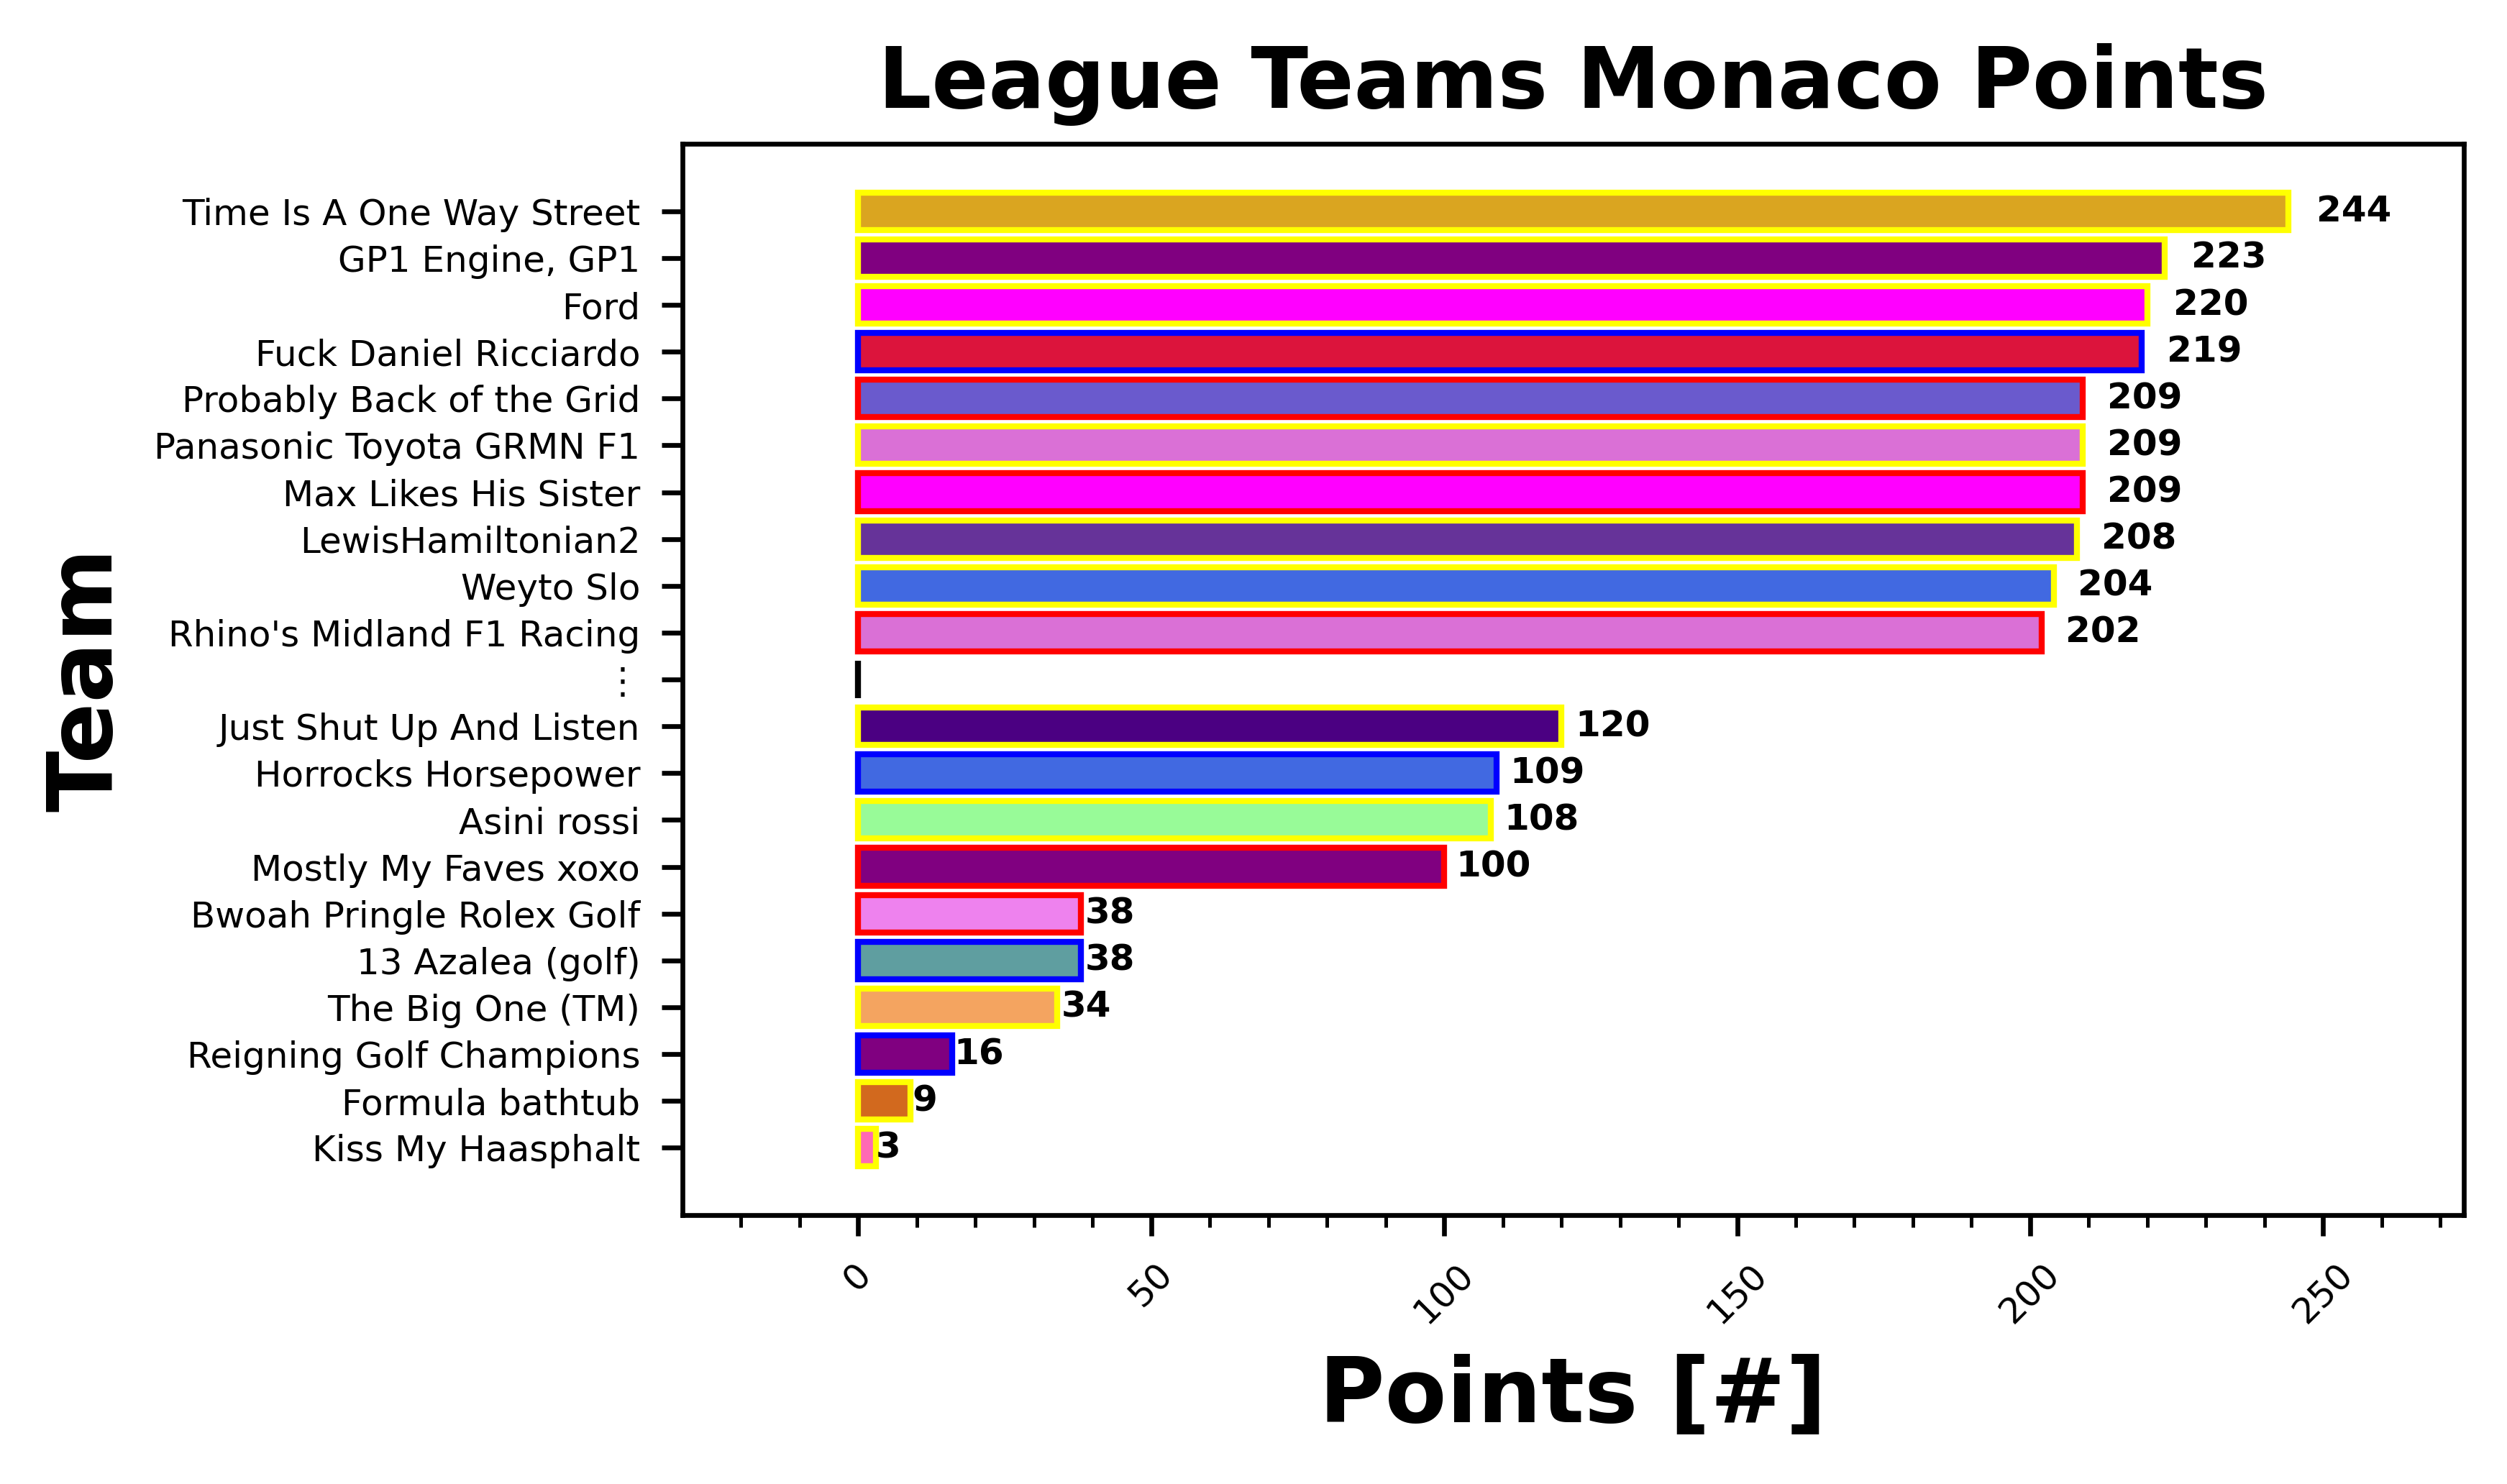 League Teams Monaco Points
Team
Time Is A One Way Street 244
GP1 Engine, GP1 223
Ford 220
Fuck Daniel Ricciardo 219
Probably Back of the Grid 209
Panasonic Toyota GRMN F1 209
Max Likes His Sister 209
LewisHamiltonian2 208
Weyto Slo 204
Rhino's Midland F1 Racing 202
⋮
Just Shut Up And Listen 120
Horrocks Horsepower 109
Asini rossi 108
Mostly My Faves xoxo 100
Bwoah Pringle Rolex Golf 38
13 Azalea (golf) 38
The Big One (TM) 34
Reigning Golf Champions 16
Formula bathtub 9
Kiss My Haasphalt 3
0 50 100 150 200 250
Points [#]